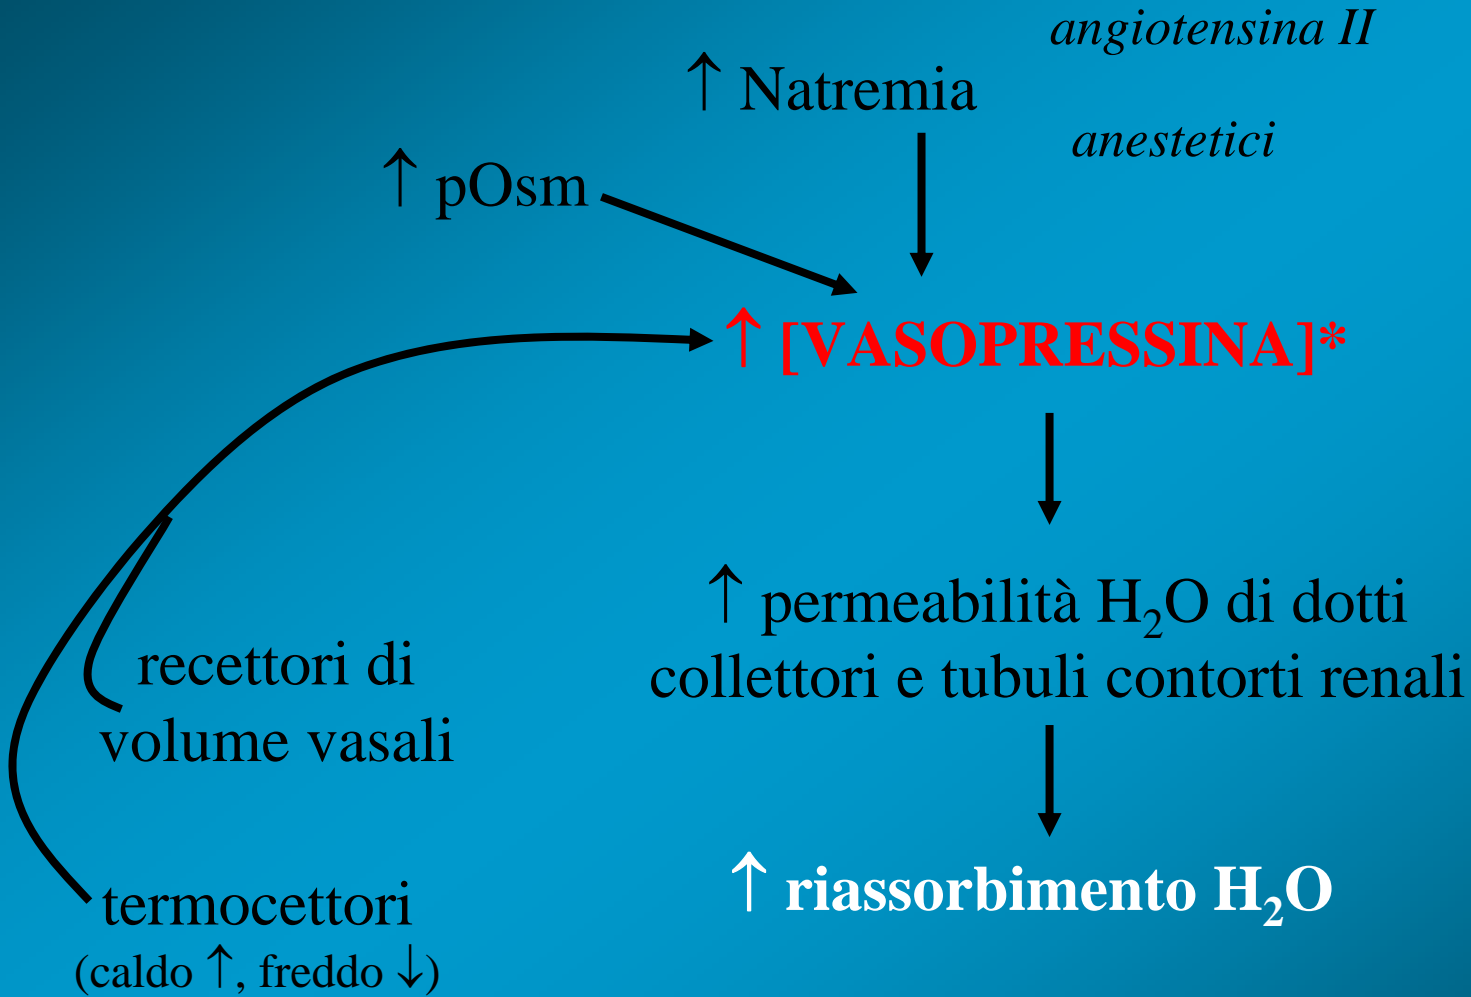 angiotensina II
↑ Natremia
anestetici
↑ pOsm
↑ [VASOPRESSINA]*
↑ permeabilità H₂O di dotti
collettori e tubuli contorti renali
recettori di
volume vasali
↑ riassorbimento H₂O
termocettori
(caldo ↑, freddo ↓)